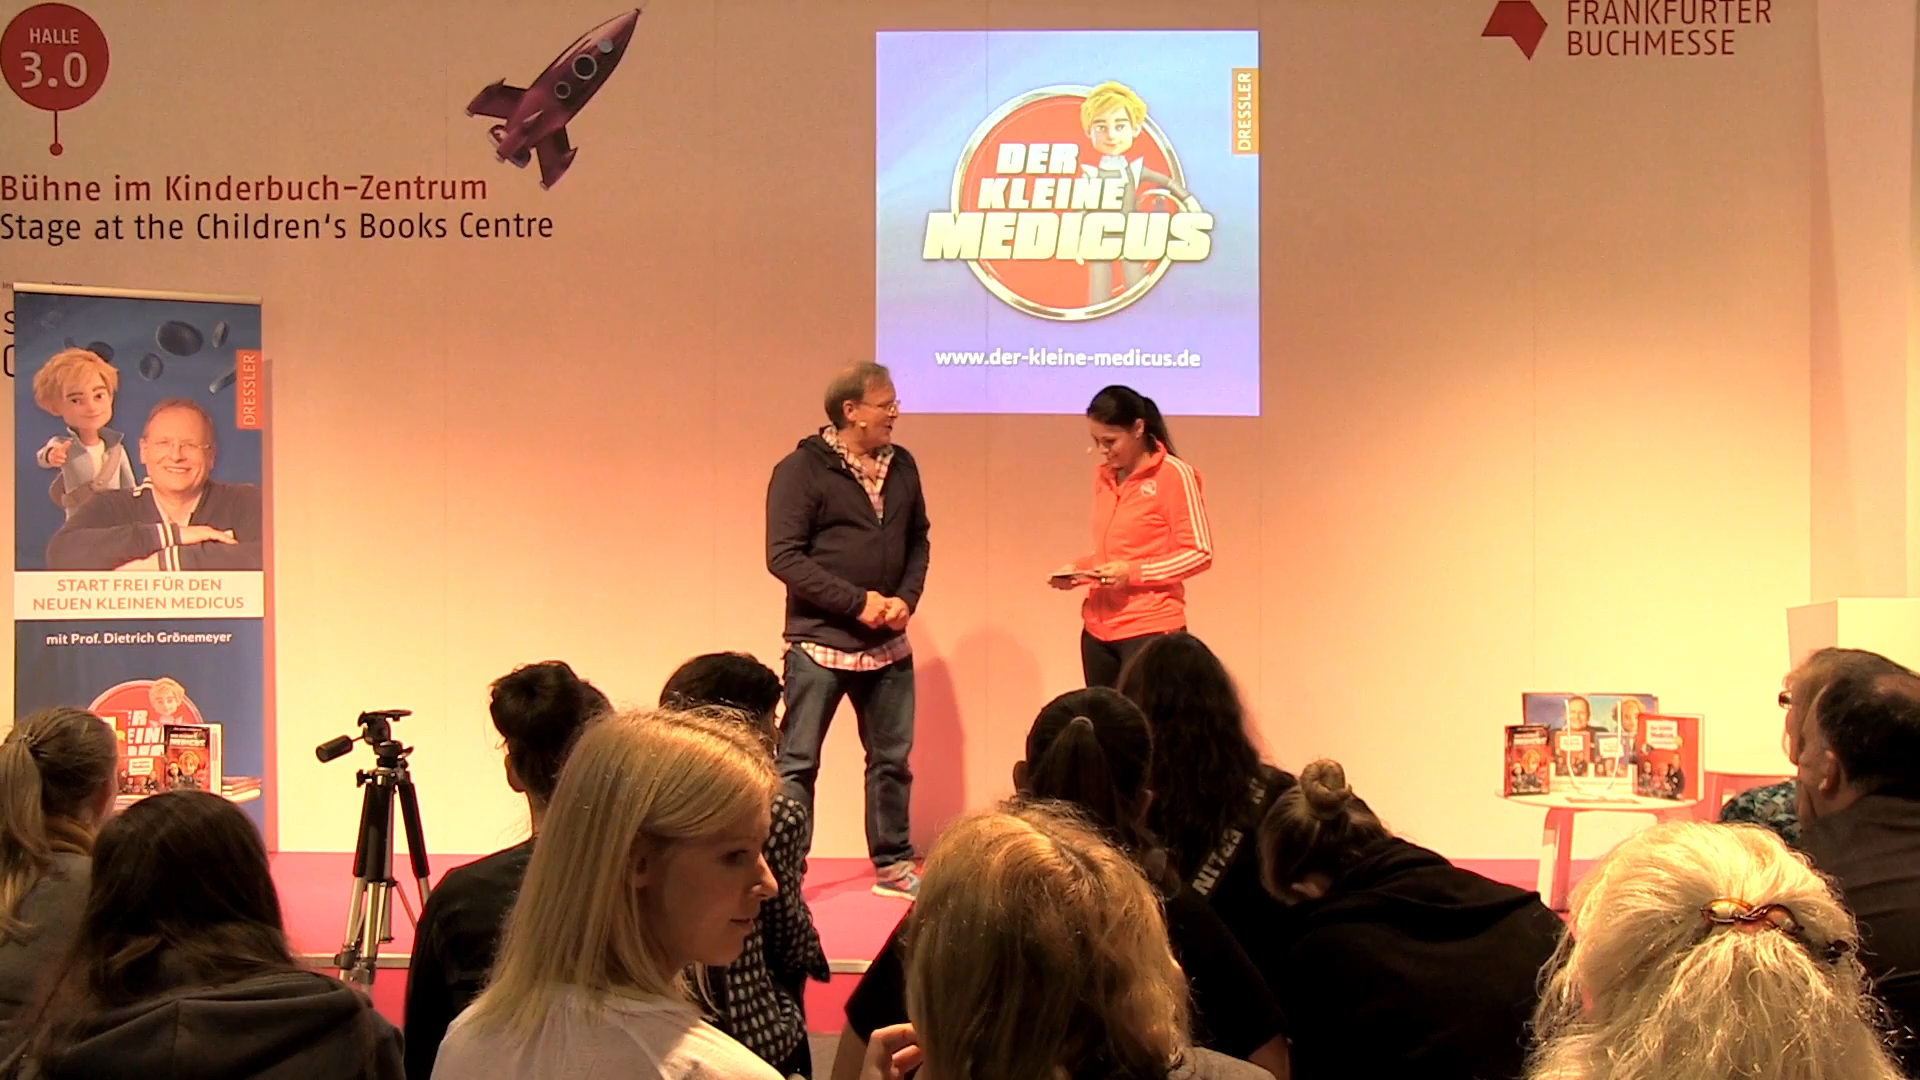 HALLE
3.0
Bühne im Kinderbuch-Zentrum
Stage at the Children's Books Centre
FRANKFURTER
BUCHMESSE
DRESSLER
DER
KLEINE
MEDICUS
www.der-kleine-medicus.de
DRESSLER
START FREI FÜR DEN
NEUEN KLEINEN MEDICUS
mit Prof. Dietrich Grönemeyer